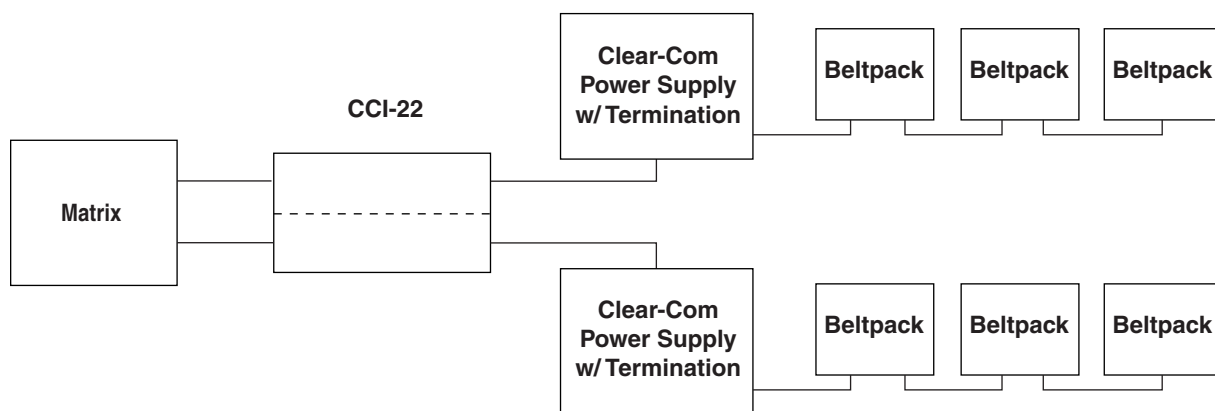 Clear-Com
Power Supply
w/ Termination
Beltpack
Beltpack
Beltpack
CCI-22
Matrix
Clear-Com
Power Supply
w/ Termination
Beltpack
Beltpack
Beltpack